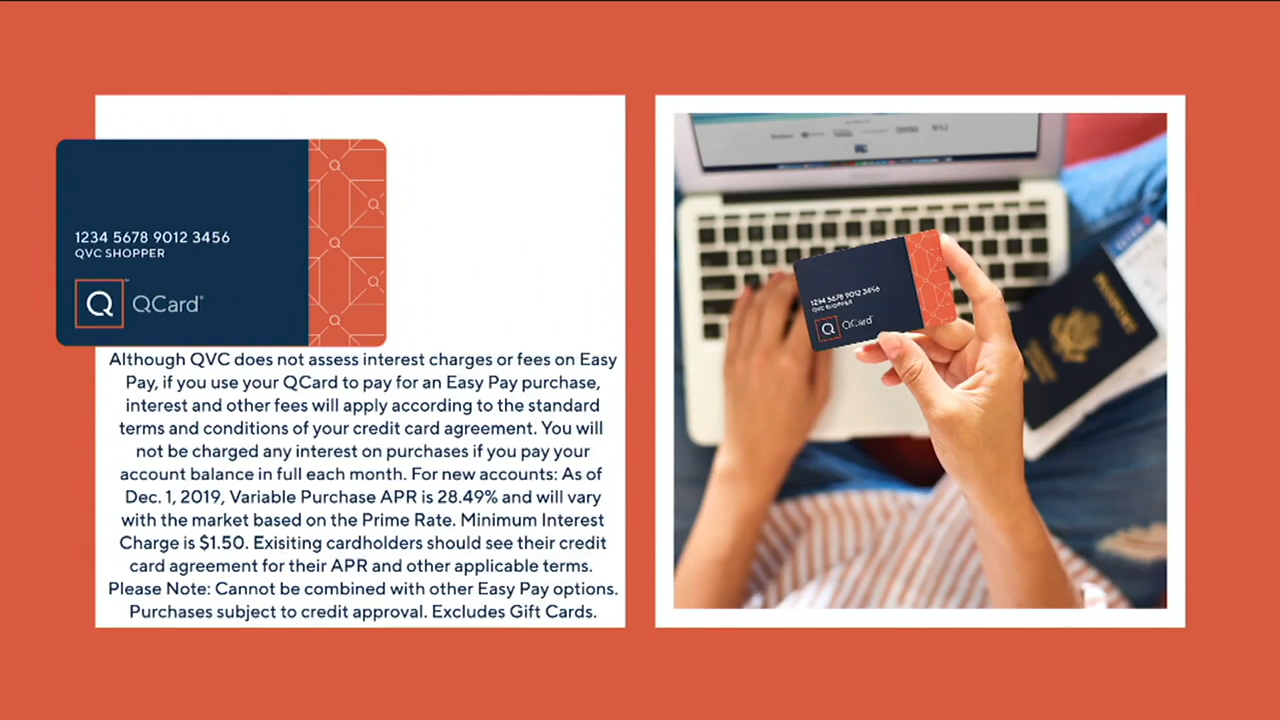 1234 5678 9012 3456
QVC SHOPPER
Q QCard®
Although QVC does not assess interest charges or fees on Easy
Pay, if you use your QCard to pay for an Easy Pay purchase,
interest and other fees will apply according to the standard
terms and conditions of your credit card agreement. You will
not be charged any interest on purchases if you pay your
account balance in full each month. For new accounts: As of
Dec. 1, 2019, Variable Purchase APR is 28.49% and will vary
with the market based on the Prime Rate. Minimum Interest
Charge is $1.50. Exisiting cardholders should see their credit
card agreement for their APR and other applicable terms.
Please Note: Cannot be combined with other Easy Pay options.
Purchases subject to credit approval. Excludes Gift Cards.
1234 5678 9012 3456
QVC SHOPPER
Q QCard
PASSPORT